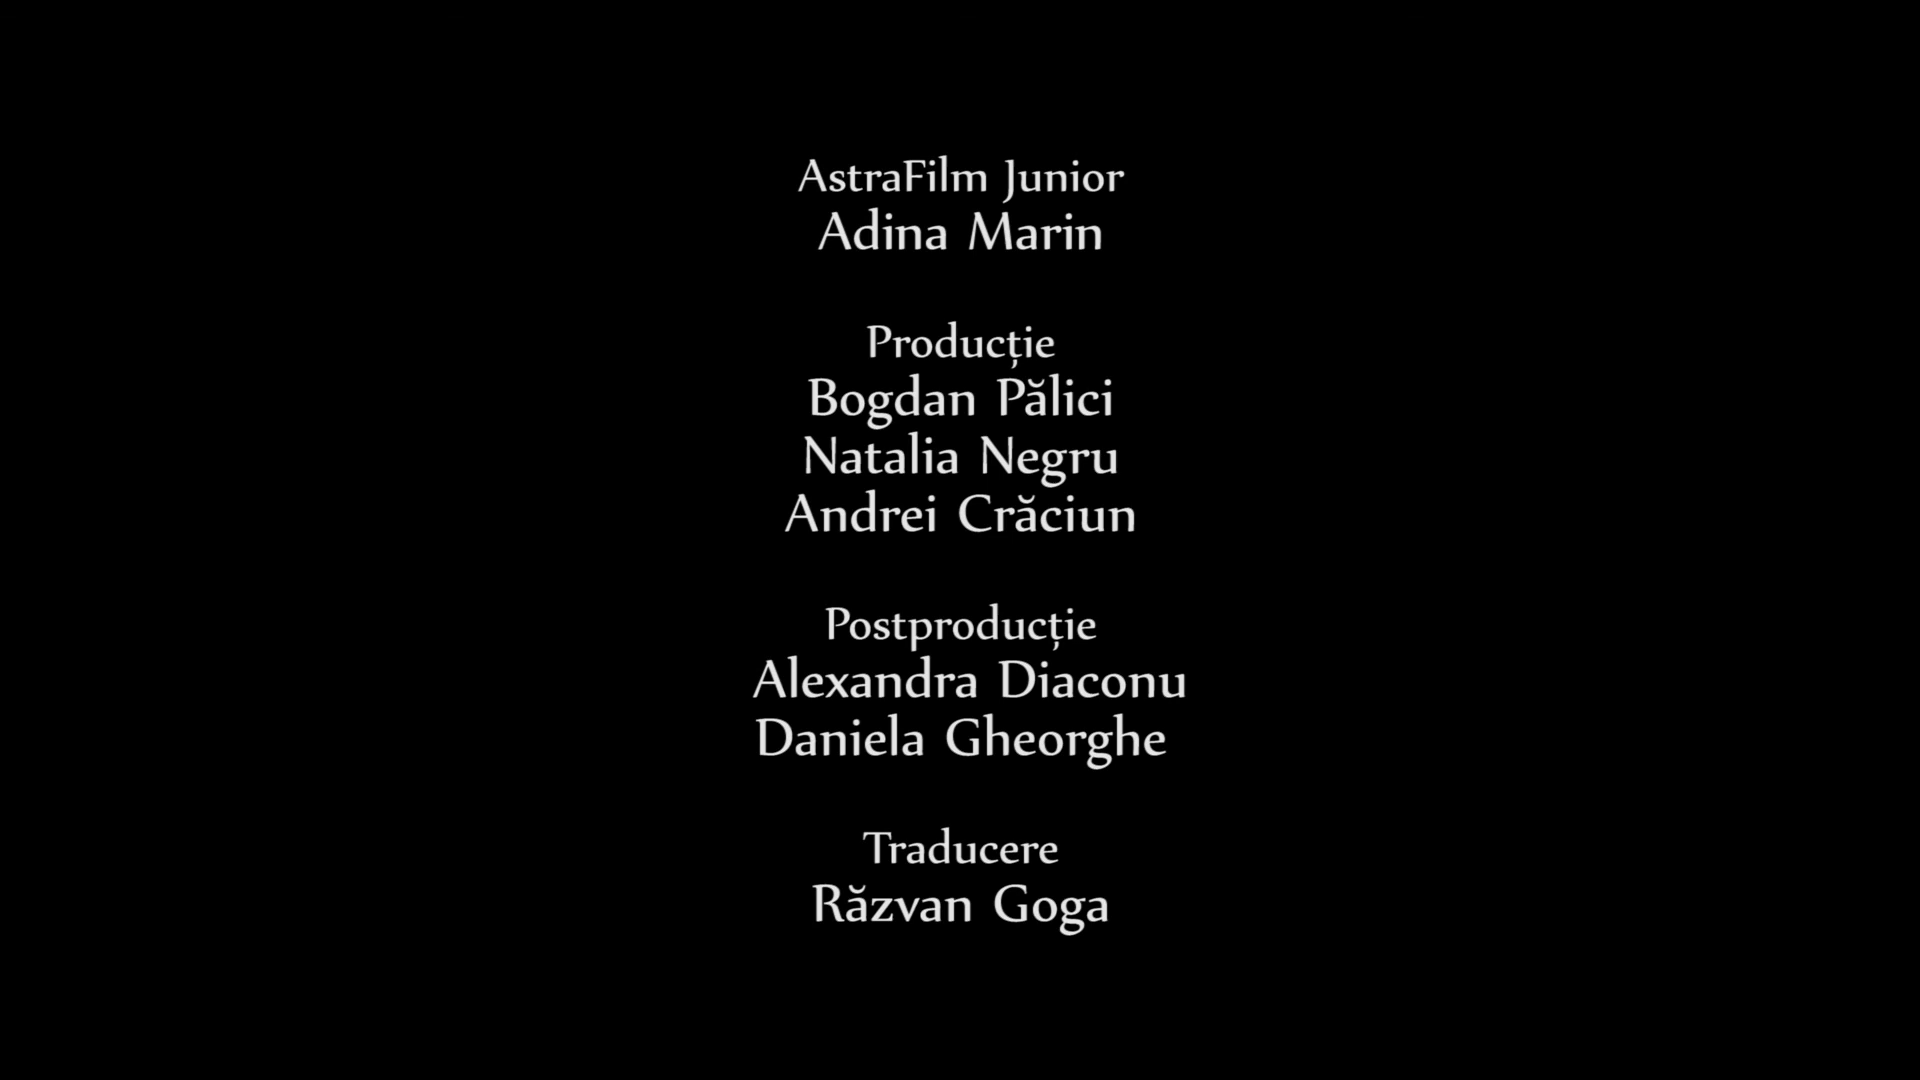 AstraFilm Junior
Adina Marin
Producție
Bogdan Pălici
Natalia Negru
Andrei Crăciun
Postproducție
Alexandra Diaconu
Daniela Gheorghe
Traducere
Răzvan Goga